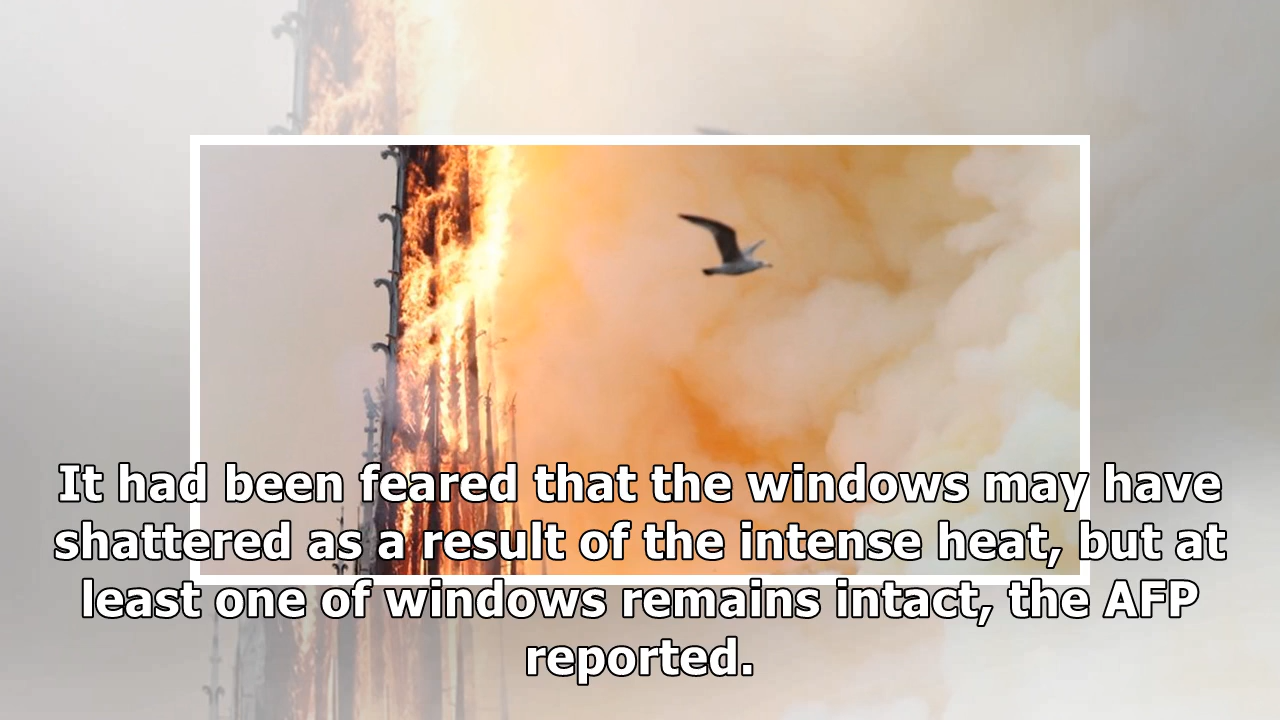 It had been feared that the windows may have
shattered as a result of the intense heat, but at
least one of windows remains intact, the AFP
reported.